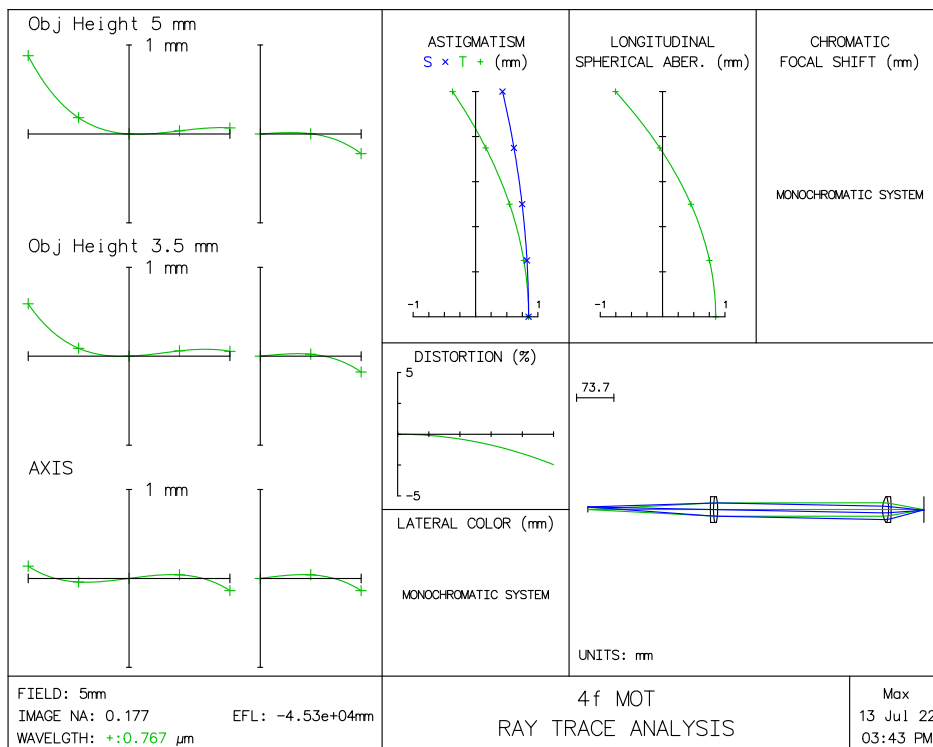 Obj Height 5 mm
1 mm
Obj Height 3.5 mm
1 mm
AXIS
1 mm
ASTIGMATISM
S × T + (mm)
-1
1
LONGITUDINAL
SPHERICAL ABER. (mm)
-1
1
CHROMATIC
FOCAL SHIFT (mm)
MONOCHROMATIC SYSTEM
DISTORTION (%)
5
-5
LATERAL COLOR (mm)
MONOCHROMATIC SYSTEM
73.7
UNITS: mm
FIELD: 5mm
IMAGE NA: 0.177 EFL: -4.53e+04mm
WAVELGTH: +:0.767 µm
4f MOT
RAY TRACE ANALYSIS
Max
13 Jul 22
03:43 PM